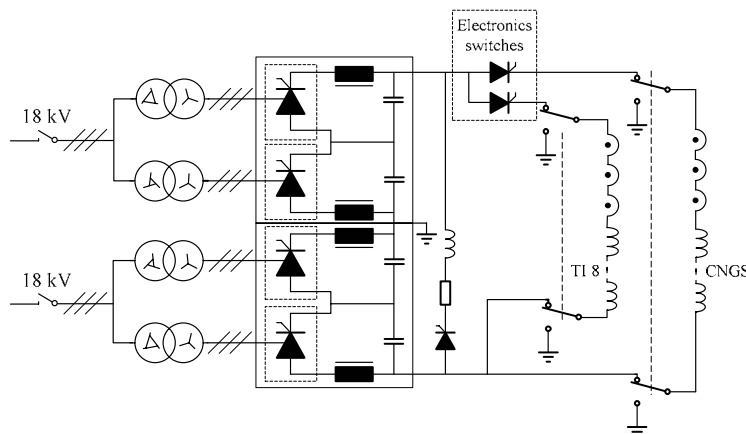 Electronics
switches
18 kV
TI 8
CNGS
18 kV